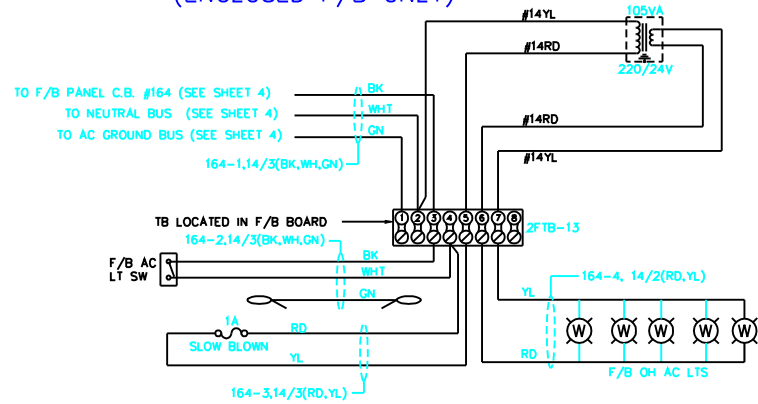 (ENCLOSED F/B ONLY)
#14YL
105VA
#14RD
220/24V
TO F/B PANEL C.B. #164 (SEE SHEET 4)
BK
TO NEUTRAL BUS (SEE SHEET 4)
WHT
#14RD
TO AC GROUND BUS (SEE SHEET 4)
GN
#14YL
164-1,14/3(BK,WH,GN)
1 2 3 4 5 6 7 8
TB LOCATED IN F/B BOARD
2FTB-13
164-2,14/3(BK,WH,GN)
F/B AC
LT SW
BK
WHT
164-4, 14/2(RD,YL)
GN
YL
1A
RD
SLOW BLOWN
W W W W W
YL
RD
F/B OH AC LTS
164-3,14/3(RD,YL)